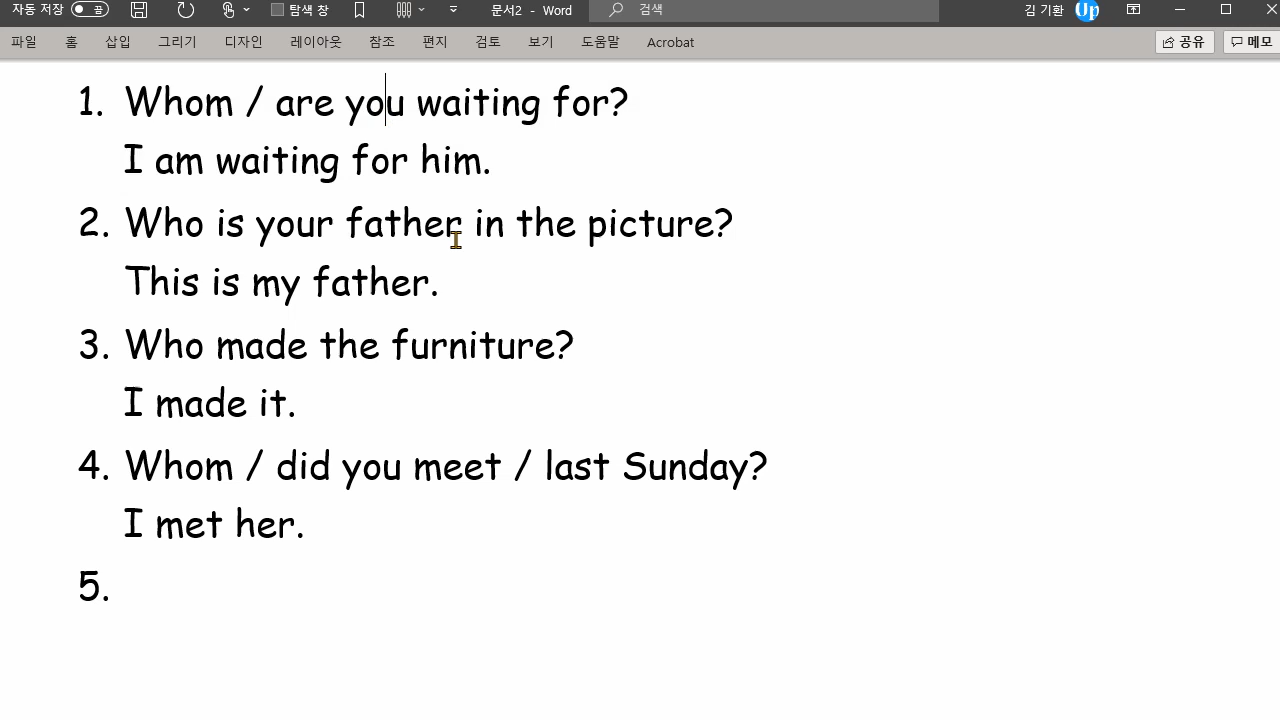 자동 저장 끔 탐색 창 문서2 - Word 검색 김 기환 Up
파일 홈 삽입 그리기 디자인 레이아웃 참조 편지 검토 보기 도움말 Acrobat 공유 메모
1. Whom / are you waiting for?
I am waiting for him.
2. Who is your father in the picture?
This is my father.
3. Who made the furniture?
I made it.
4. Whom / did you meet / last Sunday?
I met her.
5.